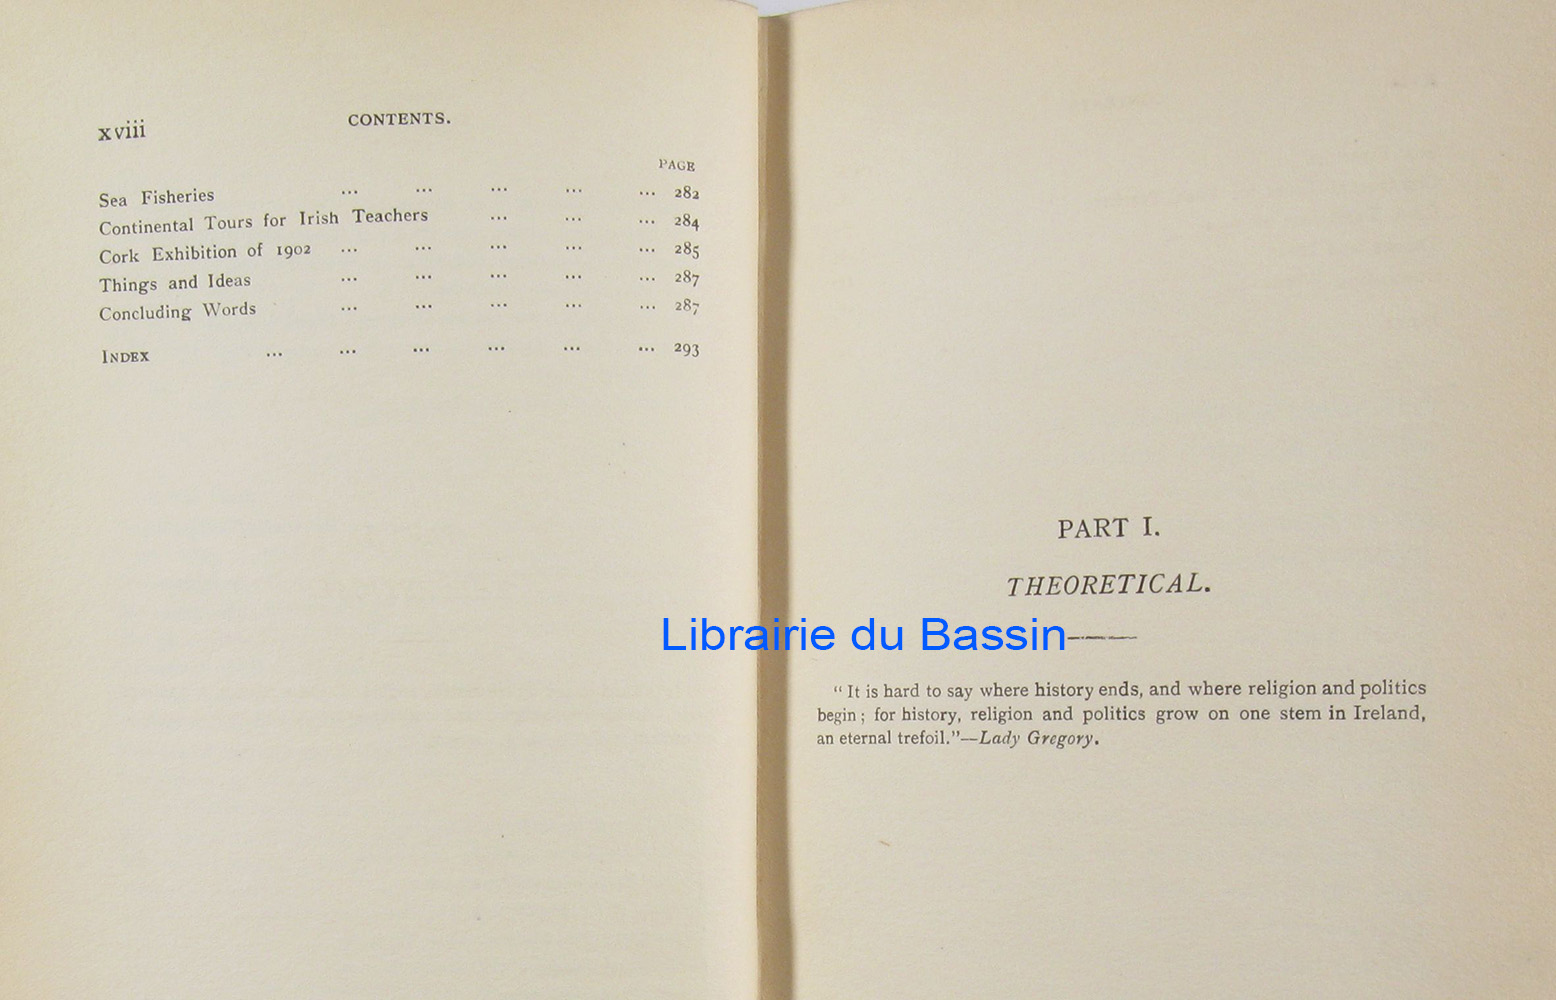 xviii CONTENTS.
PAGE
Sea Fisheries ... ... ... ... ... 282
Continental Tours for Irish Teachers ... ... ... 284
Cork Exhibition of 1902 ... ... ... ... ... 285
Things and Ideas ... ... ... ... ... 287
Concluding Words ... ... ... ... ... 287
INDEX ... ... ... ... ... ... 293
PART I.
THEORETICAL.
Librairie du Bassin
“ It is hard to say where history ends, and where religion and politics
begin ; for history, religion and politics grow on one stem in Ireland,
an eternal trefoil.”—Lady Gregory.